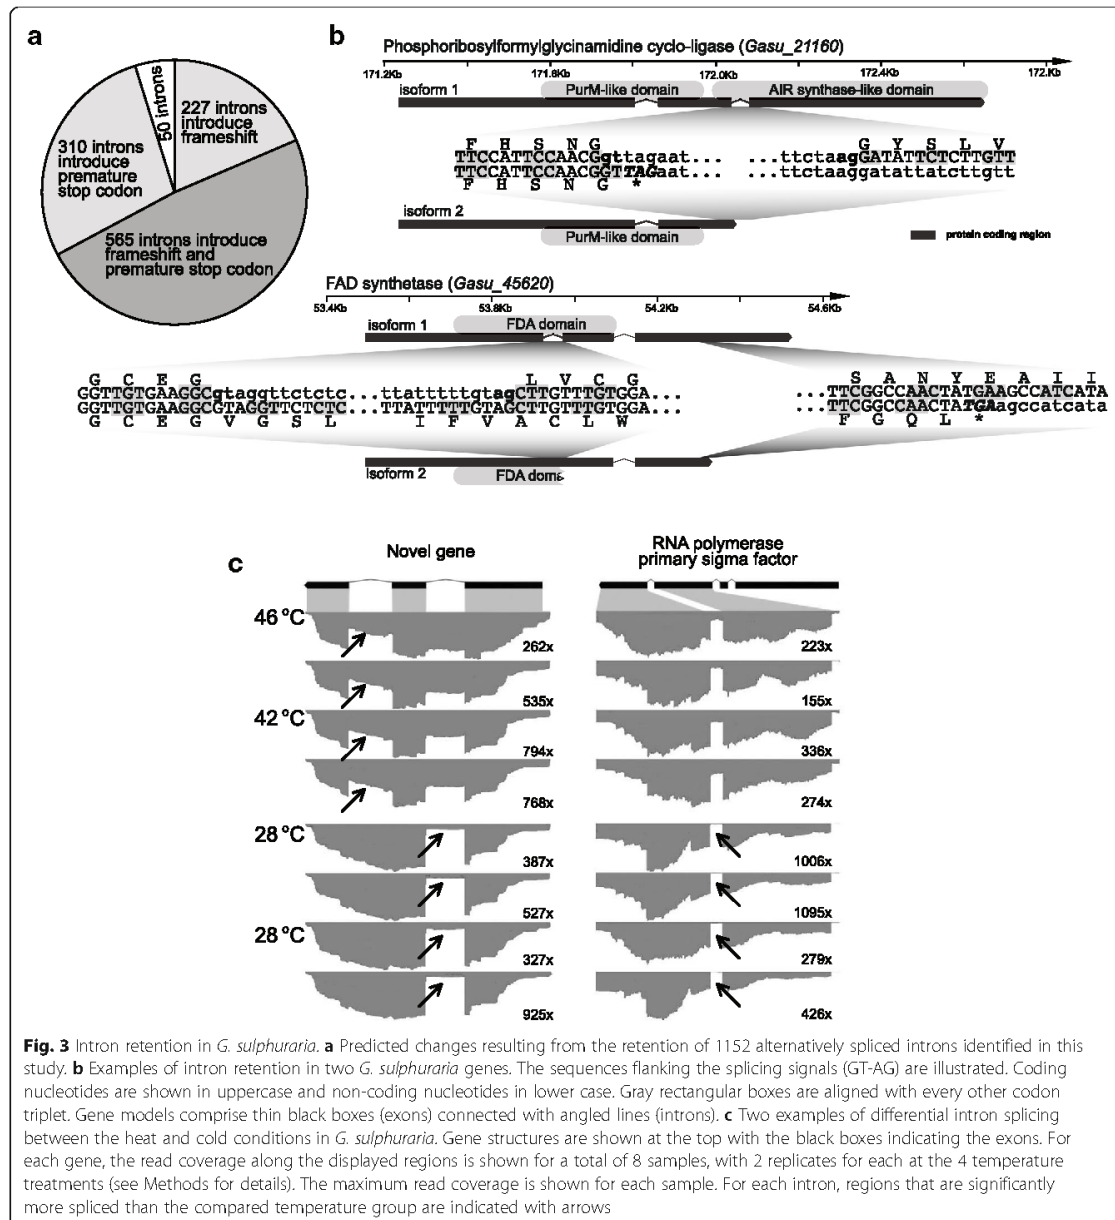 a
50 introns
227 introns
introduce
frameshift
310 introns
introduce
premature
stop codon
565 introns introduce
frameshift and
premature stop codon
b
Phosphoribosylformylglycinamidine cyclo-ligase (Gasu_21160)
171.2Kb 171.6Kb 172.0Kb 172.4Kb 172.Kb
isoform 1 PurM-like domain AIR synthase-like domain
F H S N G G Y S L V
TTCCATTCCAACGgttagaat... ...ttctaagGATATTCTCTTGTT
TTCCATTCCAACGGTTAGaat... ...ttctaaggatattatcttgtt
F H S N G *
isoform 2
PurM-like domain
protein coding region
FAD synthetase (Gasu_45620)
53.4Kb 53.8Kb 54.2Kb 54.6Kb
isoform 1 FDA domain
G C E G L V C G S A N Y E A I I
GGTTGTGAAGGCgtaggttctctc...ttatttttgtagCTTGTTTGTGGA... ...TTCGGCCAACTATGAAGCCATCATA
GGTTGTGAAGGCGTAGGTTCTCTC...TTATTTTTGTAGCTTGTTTGTGGA... ...TTCGGCCAACTATGAagccatcata
G C E G V G S L I F V A C L W F G Q L *
isoform 2 FDA doma
c
Novel gene
RNA polymerase
primary sigma factor
46 °C
262x 223x
535x 155x
42 °C
794x 336x
768x 274x
28 °C
387x 1006x
527x 1095x
28 °C
327x 279x
925x 426x
Fig. 3 Intron retention in G. sulphuraria. a Predicted changes resulting from the retention of 1152 alternatively spliced introns identified in this
study. b Examples of intron retention in two G. sulphuraria genes. The sequences flanking the splicing signals (GT-AG) are illustrated. Coding
nucleotides are shown in uppercase and non-coding nucleotides in lower case. Gray rectangular boxes are aligned with every other codon
triplet. Gene models comprise thin black boxes (exons) connected with angled lines (introns). c Two examples of differential intron splicing
between the heat and cold conditions in G. sulphuraria. Gene structures are shown at the top with the black boxes indicating the exons. For
each gene, the read coverage along the displayed regions is shown for a total of 8 samples, with 2 replicates for each at the 4 temperature
treatments (see Methods for details). The maximum read coverage is shown for each sample. For each intron, regions that are significantly
more spliced than the compared temperature group are indicated with arrows